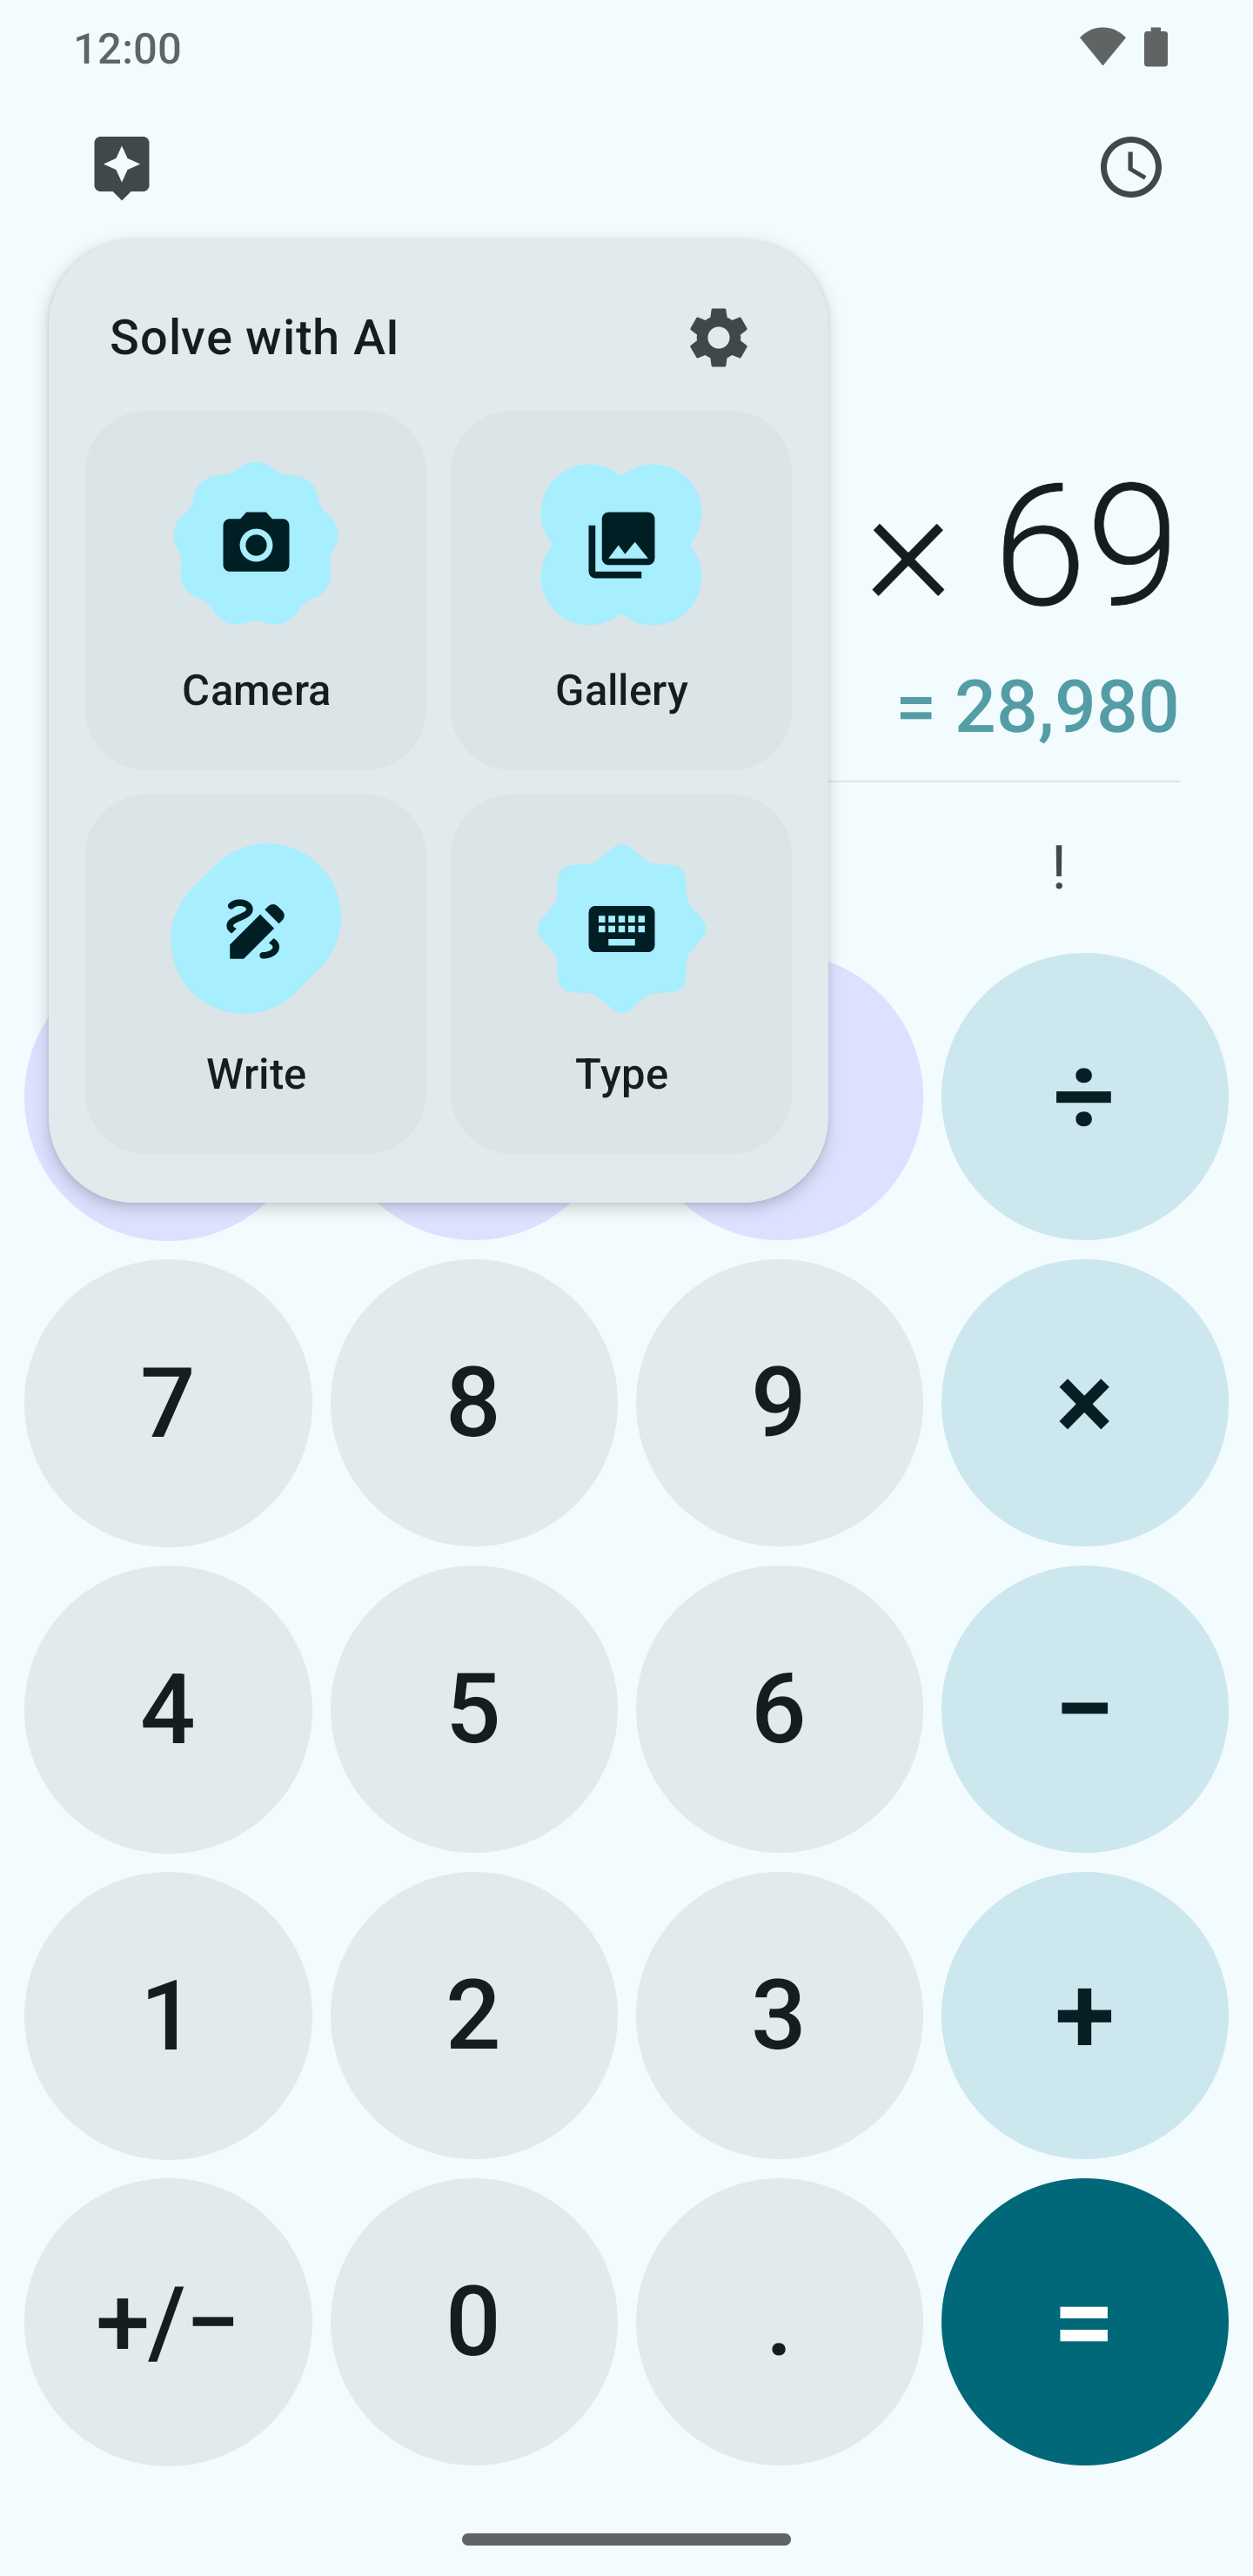 12:00
Solve with AI
Camera
Gallery
× 69
= 28,980
!
Write
Type
÷
7 8 9 ×
4 5 6 −
1 2 3 +
+/− 0 . =